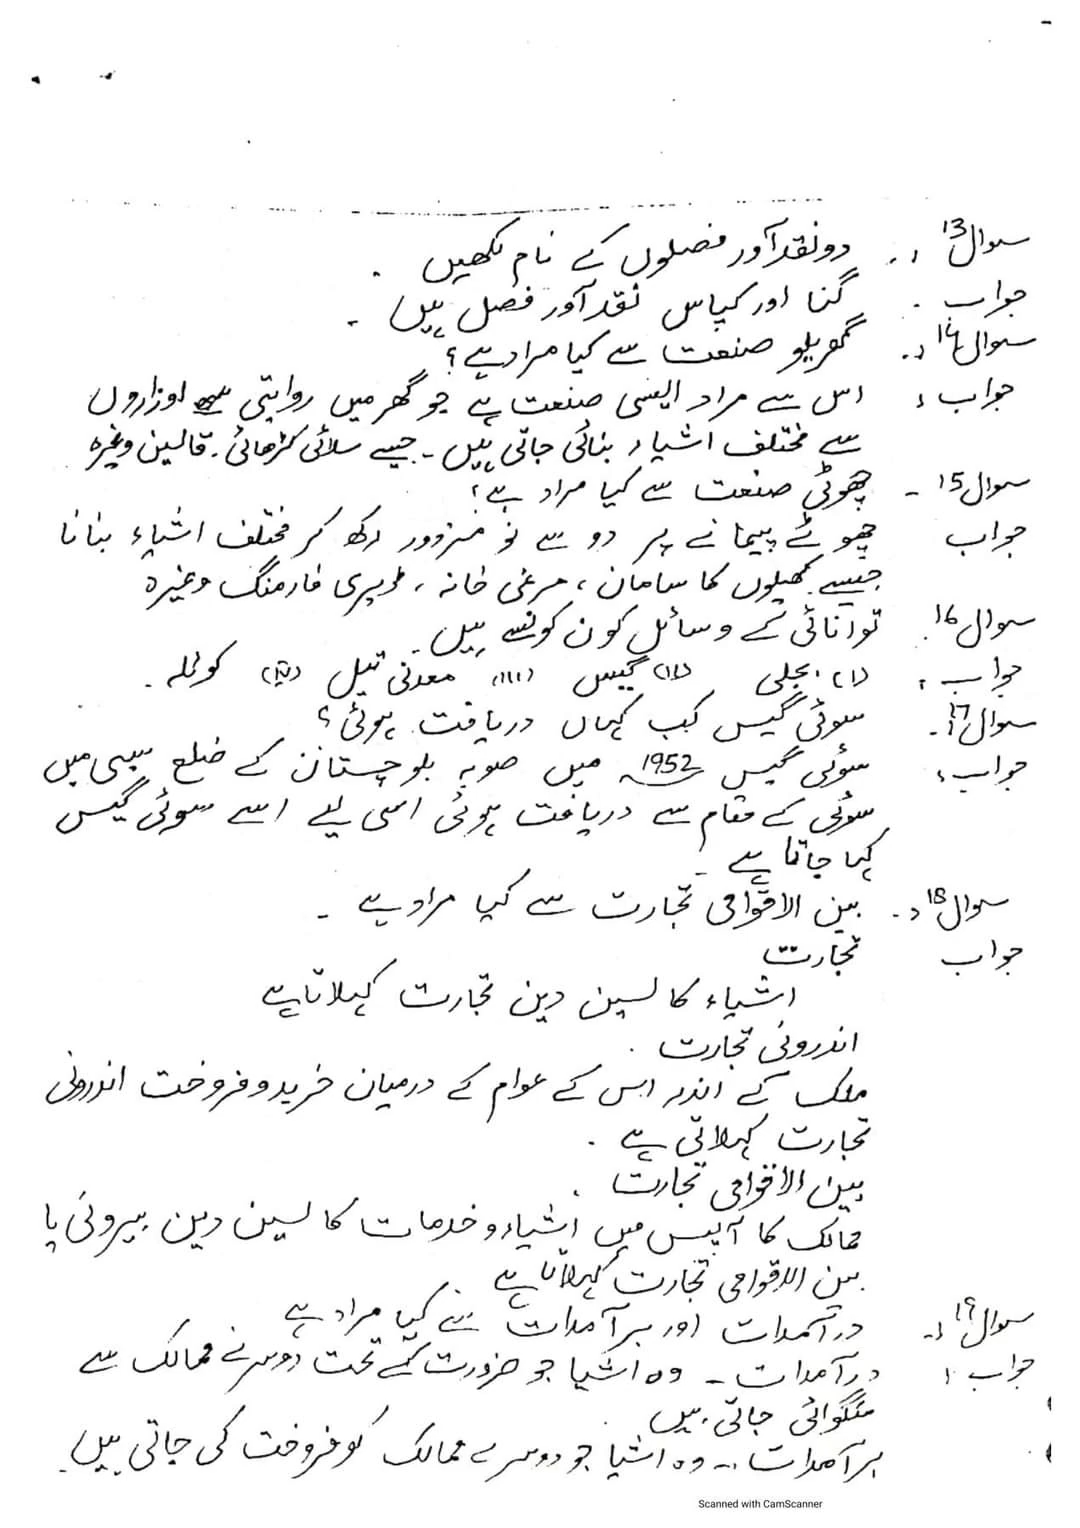 سوال 13 :. دو نقد آور فصلوں کے نام لکھیں .
جواب . گنا اور کپاس نقد آور فصل ہیں .
سوال 14 :. گھریلو صنعت سے کیا مراد ہے ؟
جواب : اس سے مراد ایسی صنعت ہے جو گھر میں روایتی اوزاروں
سے مختلف اشیاء بنائی جاتی ہیں ۔ جیسے سلائی کڑھائی ۔ قالین وغیرہ
سوال 15 ۔ چھوٹی صنعت سے کیا مراد ہے ؟
جواب چھوٹے پیمانے پر دو سے نو مزدور رکھ کر مختلف اشیاء بنانا
جیسے کھیلوں کا سامان ، مرغی خانہ ، ڈیری فارمنگ وغیرہ
سوال 16 . توانائی کے وسائل کون کونسے ہیں .
جواب : (i) بجلی (ii) گیس (iii) معدنی تیل (iv) کوئلہ .
سوال 17 . سوئی گیس کب کہاں دریافت ہوئی ؟
جواب : سوئی گیس 1952 میں صوبہ بلوچستان کے ضلع سبی میں
سوئی کے مقام سے دریافت ہوئی اسی لیے اسے سوئی گیس
کہا جاتا ہے ۔
سوال 18 :. بین الاقوامی تجارت سے کیا مراد ہے ۔
جواب تجارت
اشیاء کا لین دین تجارت کہلاتا ہے
اندرونی تجارت .
ملک کے اندر اس کے عوام کے درمیان خرید و فروخت اندرونی
تجارت کہلاتی ہے .
بین الاقوامی تجارت .
ممالک کا آپس میں اشیاء و خدمات کا لین دین بیرونی یا
بین الاقوامی تجارت کہلاتا ہے
سوال 19 :. درآمدات اور برآمدات سے کیا مراد ہے
جواب : درآمدات ۔ وہ اشیا جو ضرورت کے تحت دوسرے ممالک سے
منگوائی جاتی ہیں
برآمدات ۔ وہ اشیا جو دوسرے ممالک کو فروخت کی جاتی ہیں .
Scanned with CamScanner